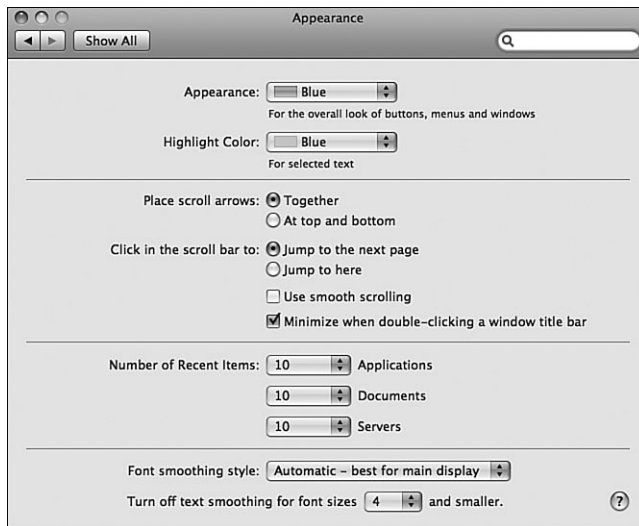 Appearance
Show All
Appearance: Blue
For the overall look of buttons, menus and windows
Highlight Color: Blue
For selected text
Place scroll arrows: Together
At top and bottom
Click in the scroll bar to: Jump to the next page
Jump to here
Use smooth scrolling
Minimize when double-clicking a window title bar
Number of Recent Items: 10 Applications
10 Documents
10 Servers
Font smoothing style: Automatic – best for main display
Turn off text smoothing for font sizes 4 and smaller. ?